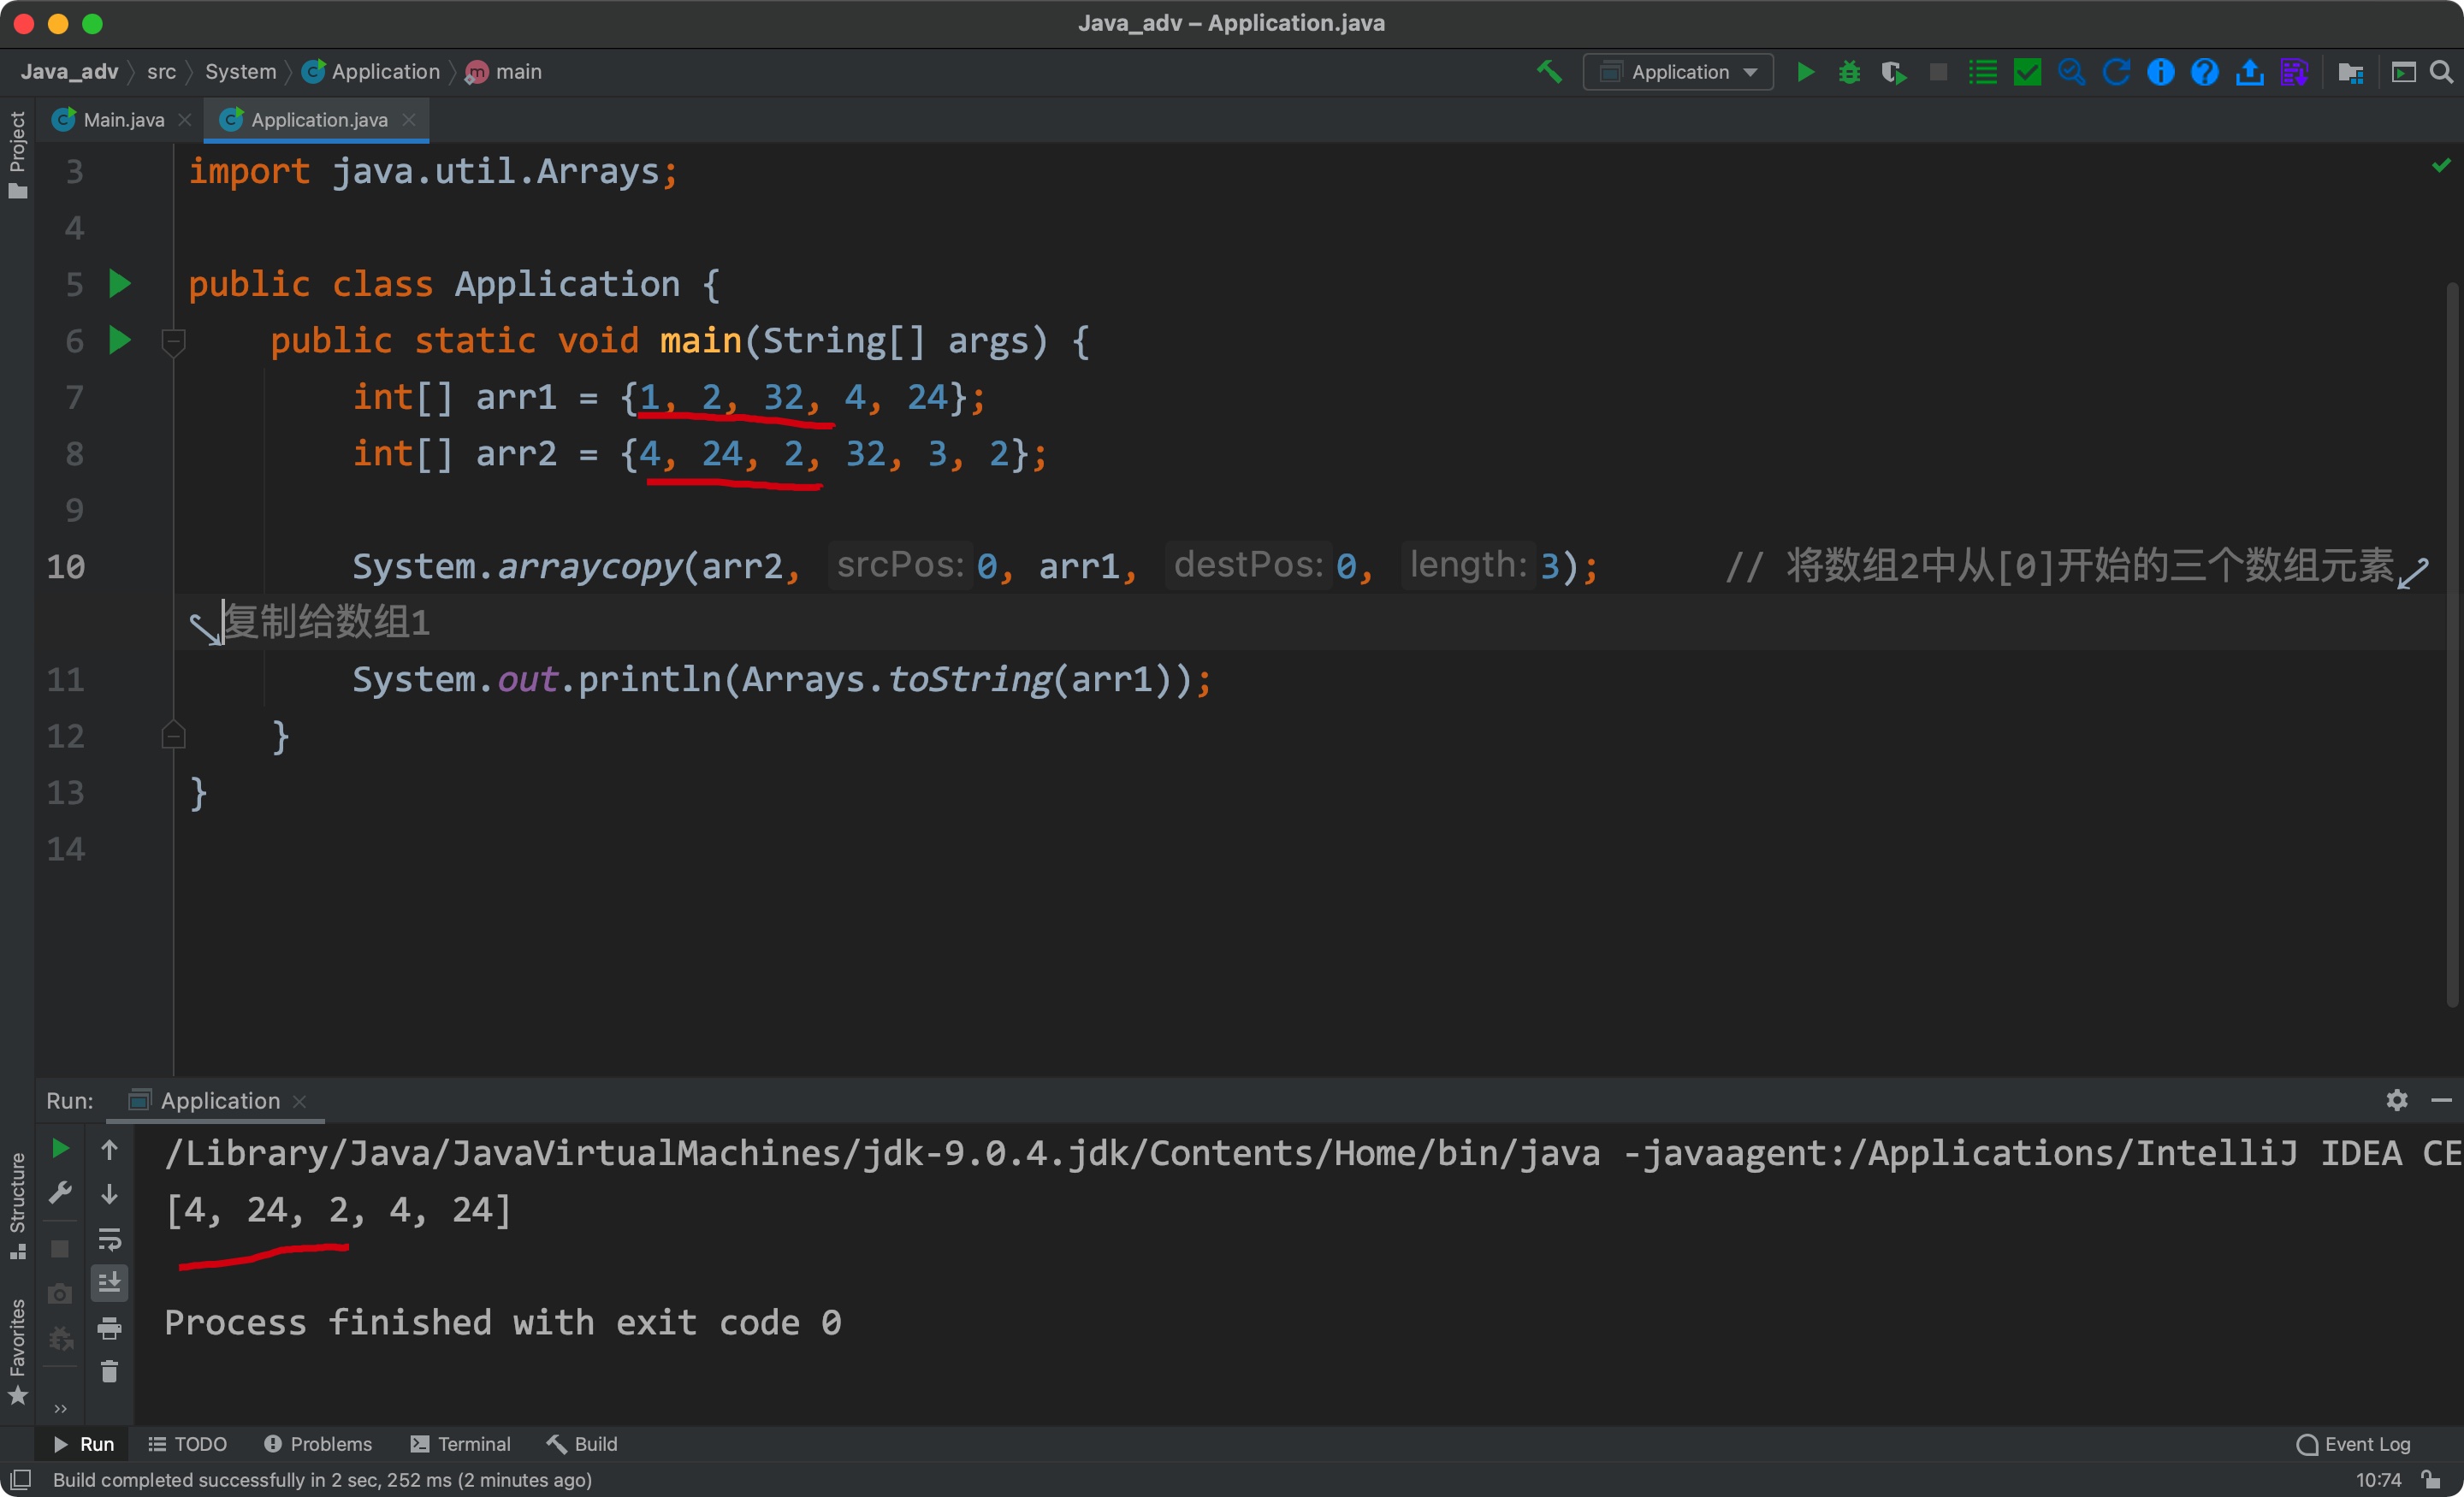 Java_adv – Application.java
Java_adv src System Application main
Application
Project
Main.java Application.java
3 import java.util.Arrays;
4
5 public class Application {
6 public static void main(String[] args) {
7 int[] arr1 = {1, 2, 32, 4, 24};
8 int[] arr2 = {4, 24, 2, 32, 3, 2};
9
10 System.arraycopy(arr2, srcPos: 0, arr1, destPos: 0, length: 3); // 将数组2中从[0]开始的三个数组元素
复制给数组1
11 System.out.println(Arrays.toString(arr1));
12 }
13 }
14
Run: Application
/Library/Java/JavaVirtualMachines/jdk-9.0.4.jdk/Contents/Home/bin/java -javaagent:/Applications/IntelliJ IDEA CE
[4, 24, 2, 4, 24]
Process finished with exit code 0
Structure
Favorites
Run TODO Problems Terminal Build Event Log
Build completed successfully in 2 sec, 252 ms (2 minutes ago) 10:74